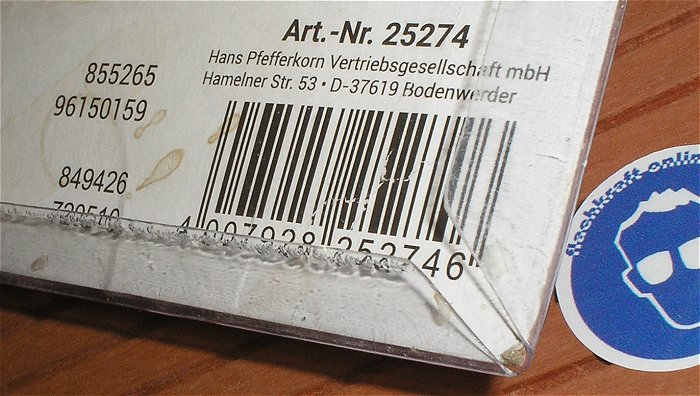 Art.-Nr. 25274
Hans Pfefferkorn Vertriebsgesellschaft mbH
Hamelner Str. 53 • D-37619 Bodenwerder
855265
96150159
849426
4 007928 252746